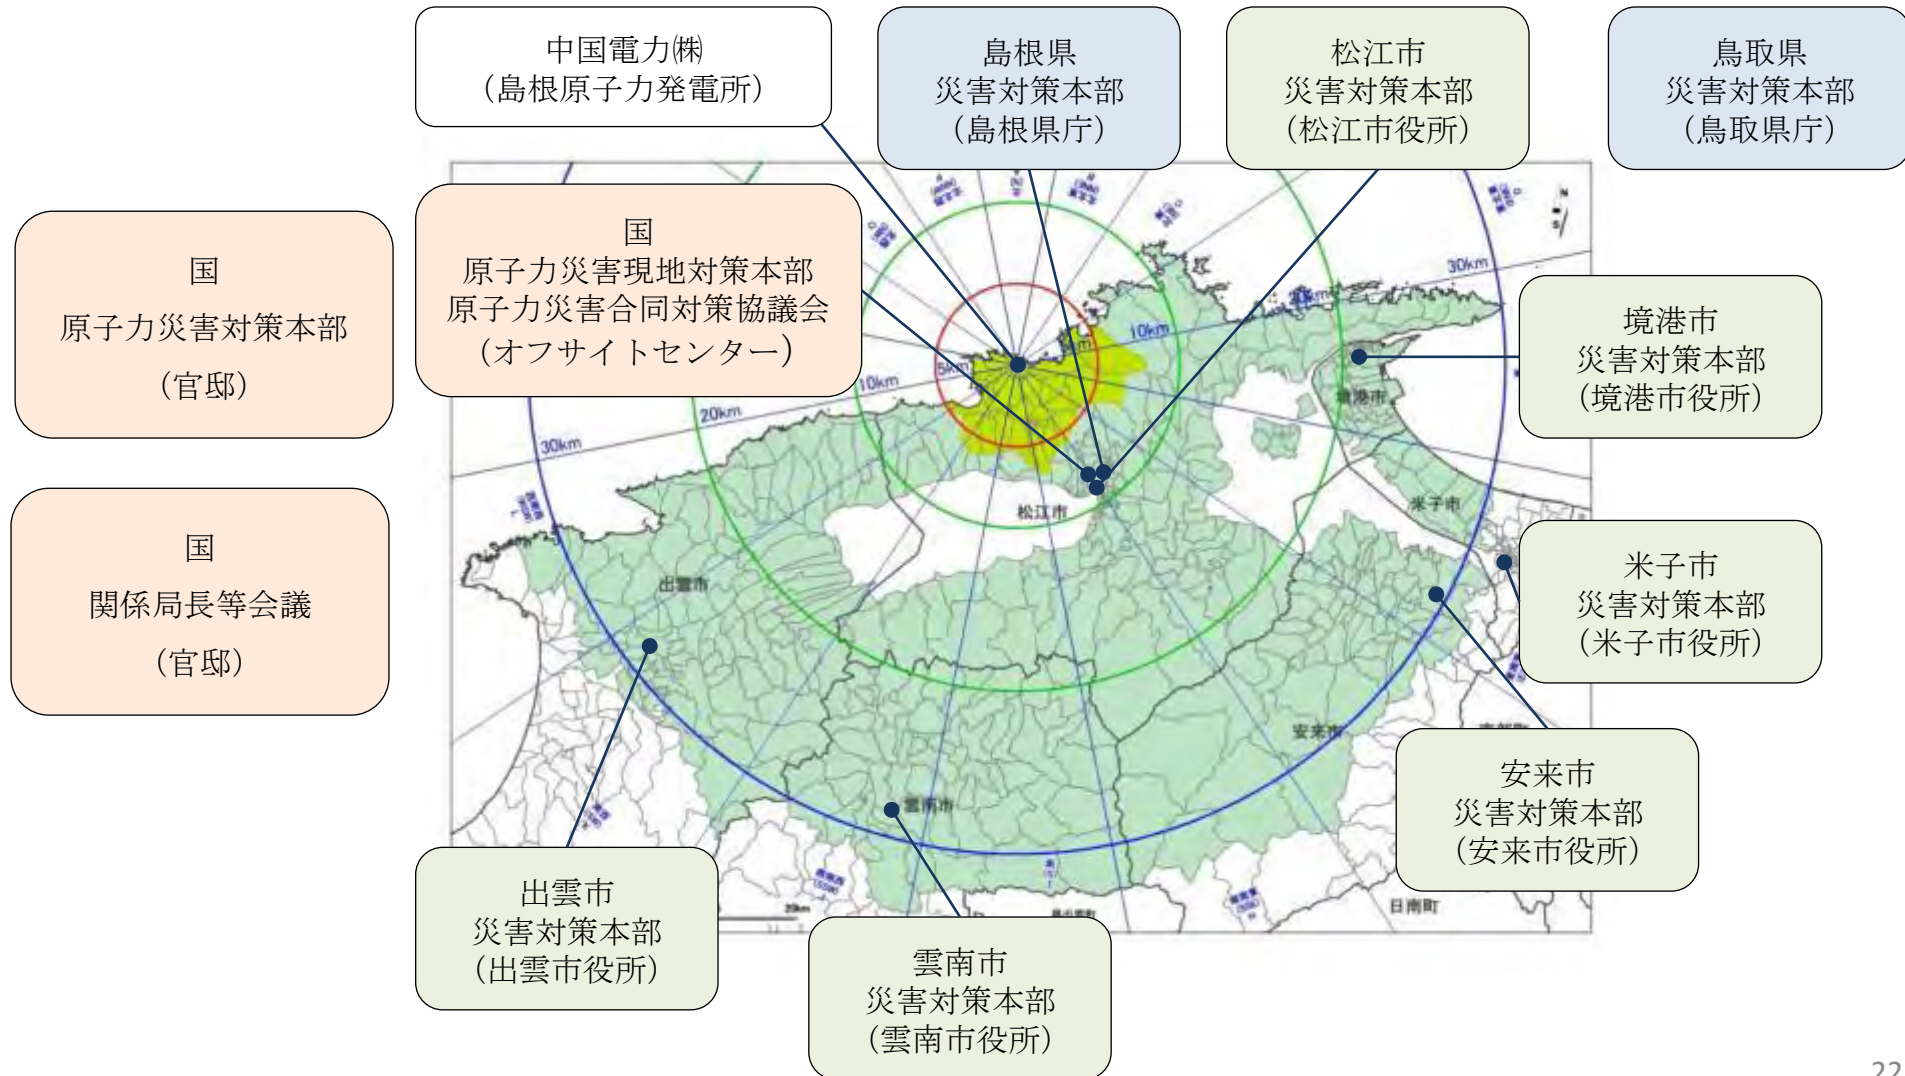 中国電力㈱
（島根原子力発電所）
島根県
災害対策本部
（島根県庁）
松江市
災害対策本部
（松江市役所）
鳥取県
災害対策本部
（鳥取県庁）
国
原子力災害対策本部
（官邸）
国
原子力災害現地対策本部
原子力災害合同対策協議会
（オフサイトセンター）
国
関係局長等会議
（官邸）
境港市
災害対策本部
（境港市役所）
米子市
災害対策本部
（米子市役所）
安来市
災害対策本部
（安来市役所）
出雲市
災害対策本部
（出雲市役所）
雲南市
災害対策本部
（雲南市役所）
30km
20km
10km
5km
10km
20km
30km
境港市
米子市
松江市
出雲市
安来市
雲南市
日南町
20km
22